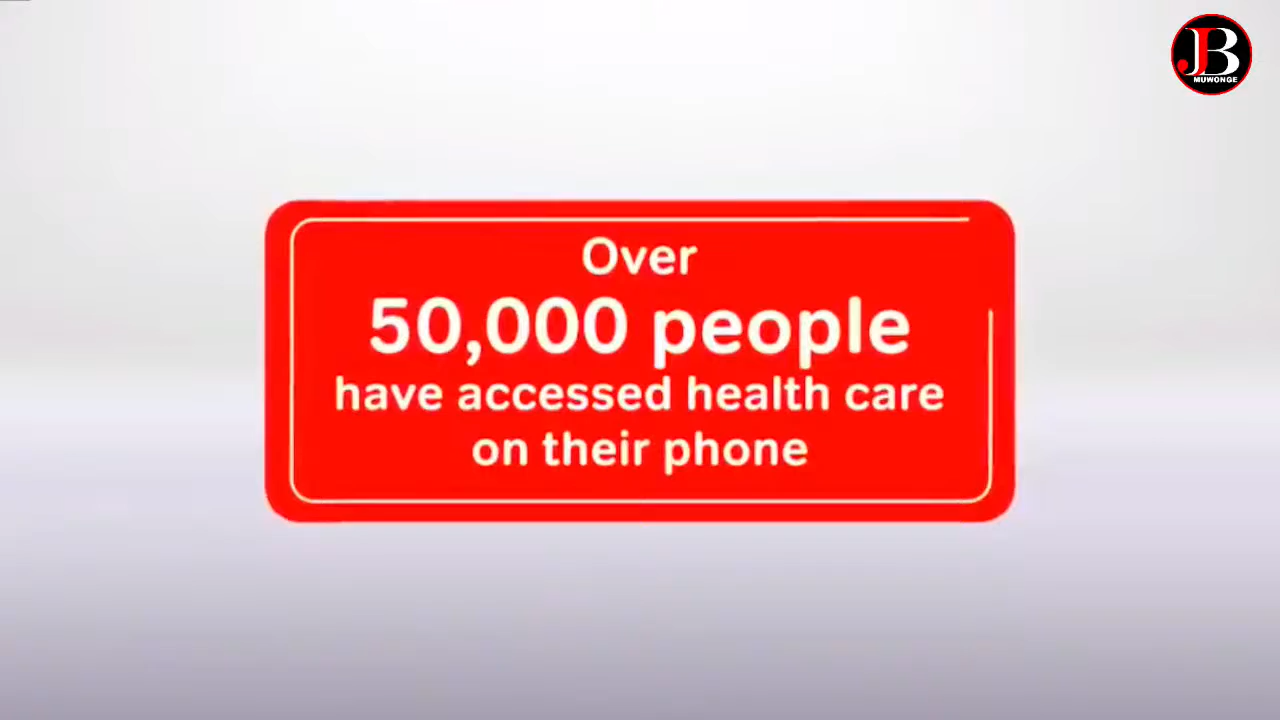 JB
MUWONGE
Over
50,000 people
have accessed health care
on their phone